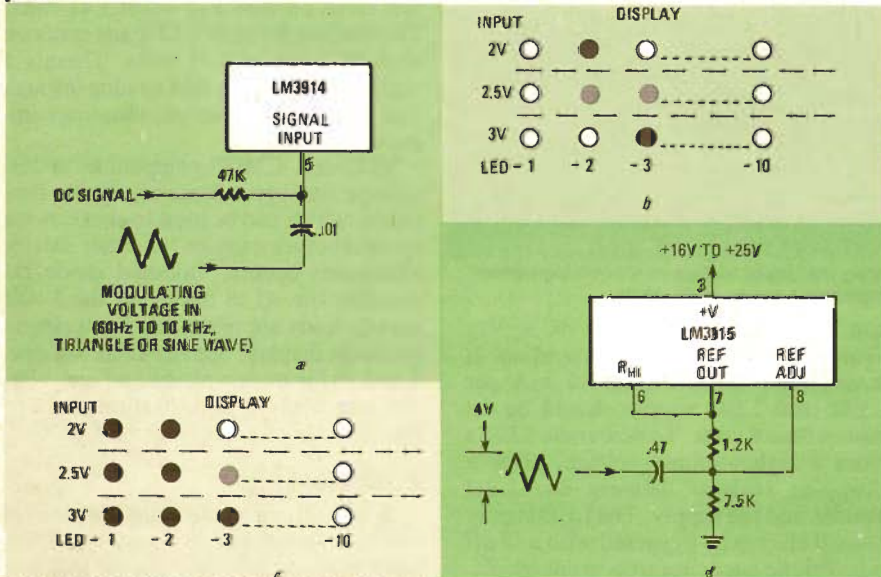 LM3914
SIGNAL
INPUT
5
47K
DC SIGNAL
.01
MODULATING
VOLTAGE IN
(60Hz TO 10 kHz,
TRIANGLE OR SINE WAVE)
a
INPUT DISPLAY
2V
2.5V
3V
LED - 1 - 2 - 3 - 10
b
INPUT DISPLAY
2V
2.5V
3V
LED - 1 - 2 - 3 - 10
c
+16V TO +25V
3
+V
LM3915
RHI REF OUT REF ADJ
6 7 8
4V
.47
1.2K
7.5K
d